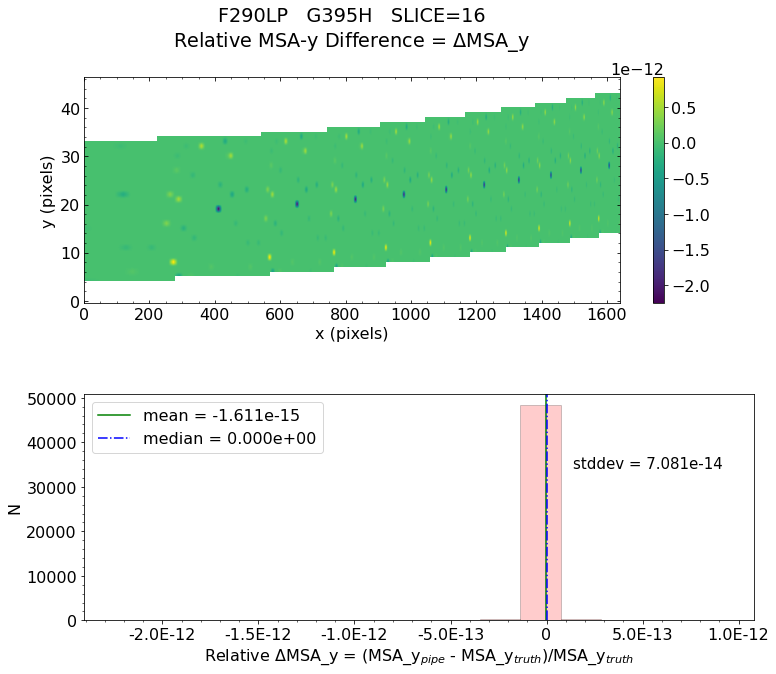 F290LP G395H SLICE=16
Relative MSA-y Difference = ΔMSA_y
1e−12
40
30
20
10
0
y (pixels)
0 200 400 600 800 1000 1200 1400 1600
x (pixels)
0.5
0.0
−0.5
−1.0
−1.5
−2.0
50000
40000
30000
20000
10000
0
N
mean = -1.611e-15
median = 0.000e+00
stddev = 7.081e-14
-2.0E-12 -1.5E-12 -1.0E-12 -5.0E-13 0 5.0E-13 1.0E-12
Relative ΔMSA_y = (MSA_y_pipe - MSA_y_truth)/MSA_y_truth